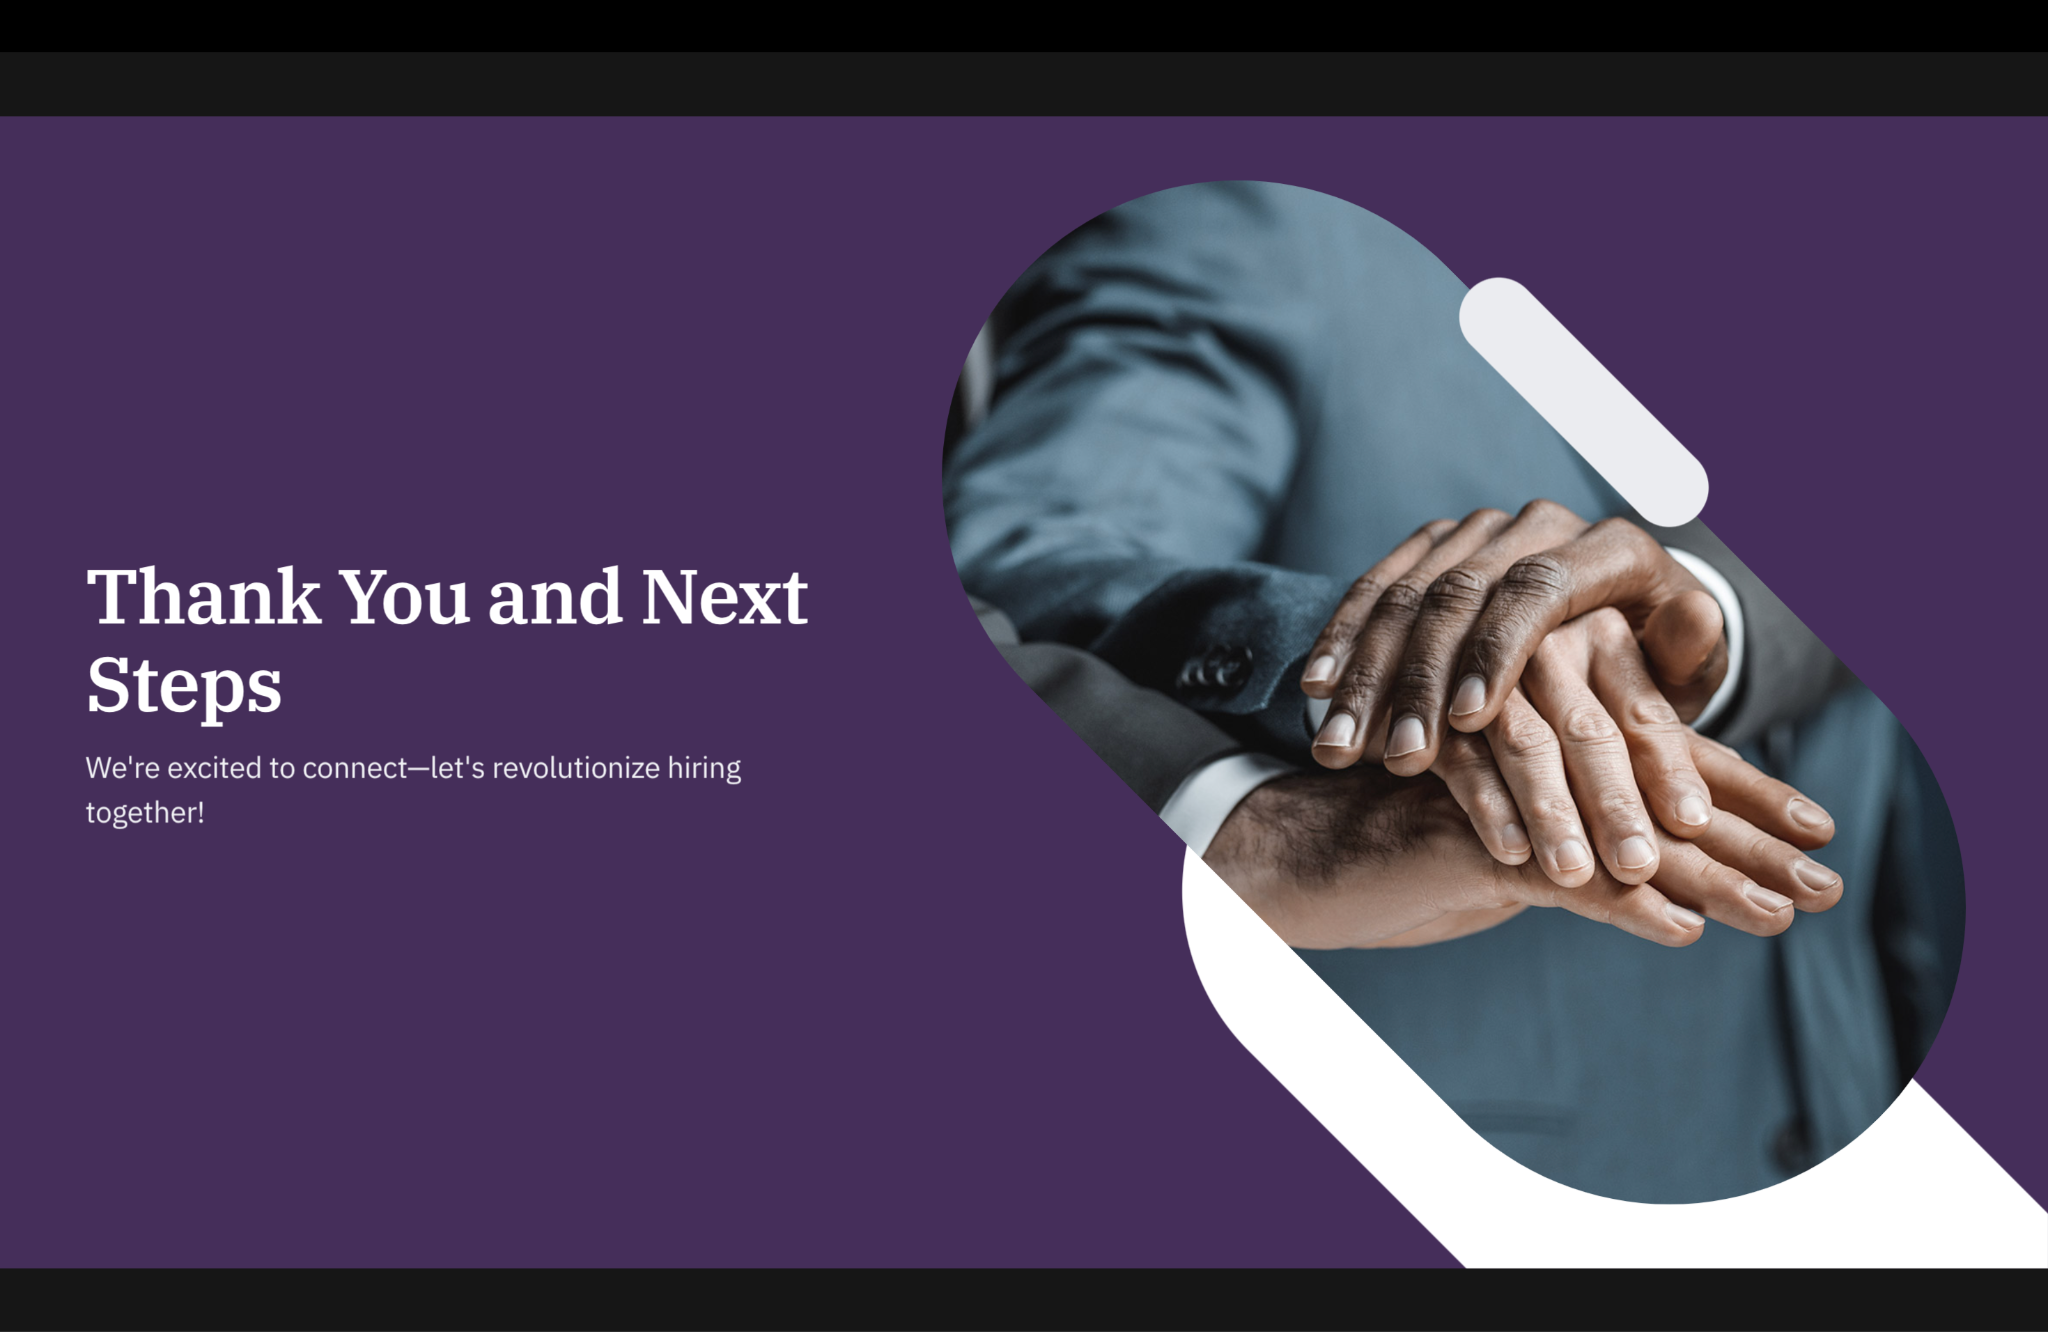 Thank You and Next
Steps
We're excited to connect—let's revolutionize hiring
together!